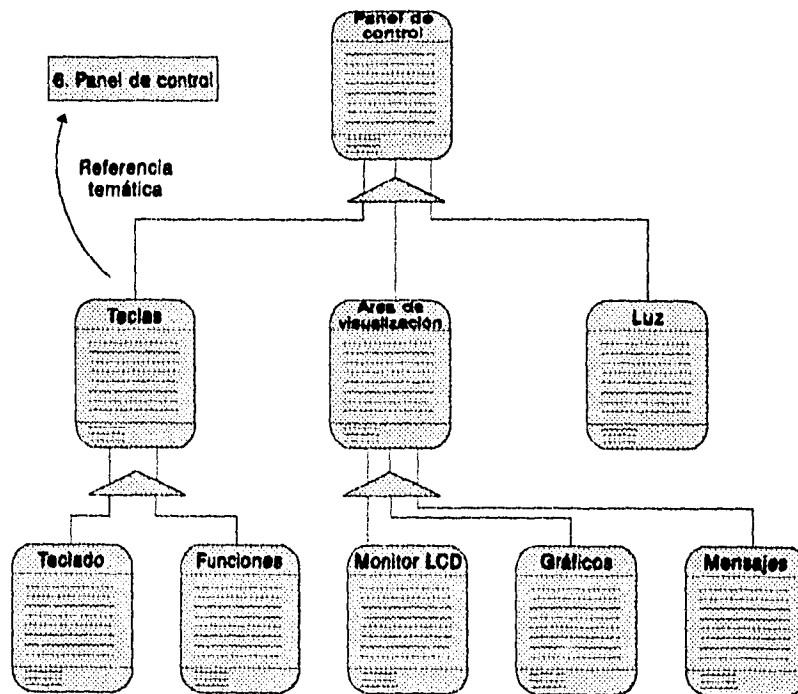 Panel de
control
6. Panel de control
Referencia
temática
Teclas
Area de
visualización
Luz
Teclado
Funciones
Monitor LCD
Gráficos
Mensajes